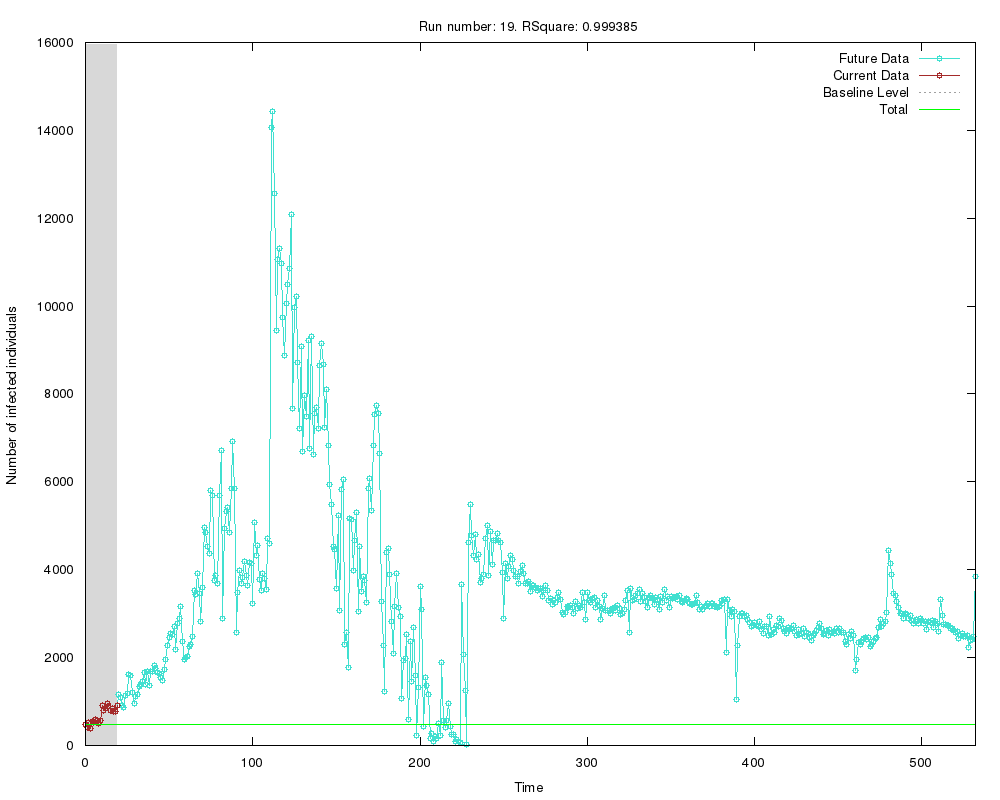 Run number: 19. RSquare: 0.999385
16000
14000
12000
10000
8000
6000
4000
2000
0
Number of infected individuals
Future Data
Current Data
Baseline Level
Total
0 100 200 300 400 500
Time